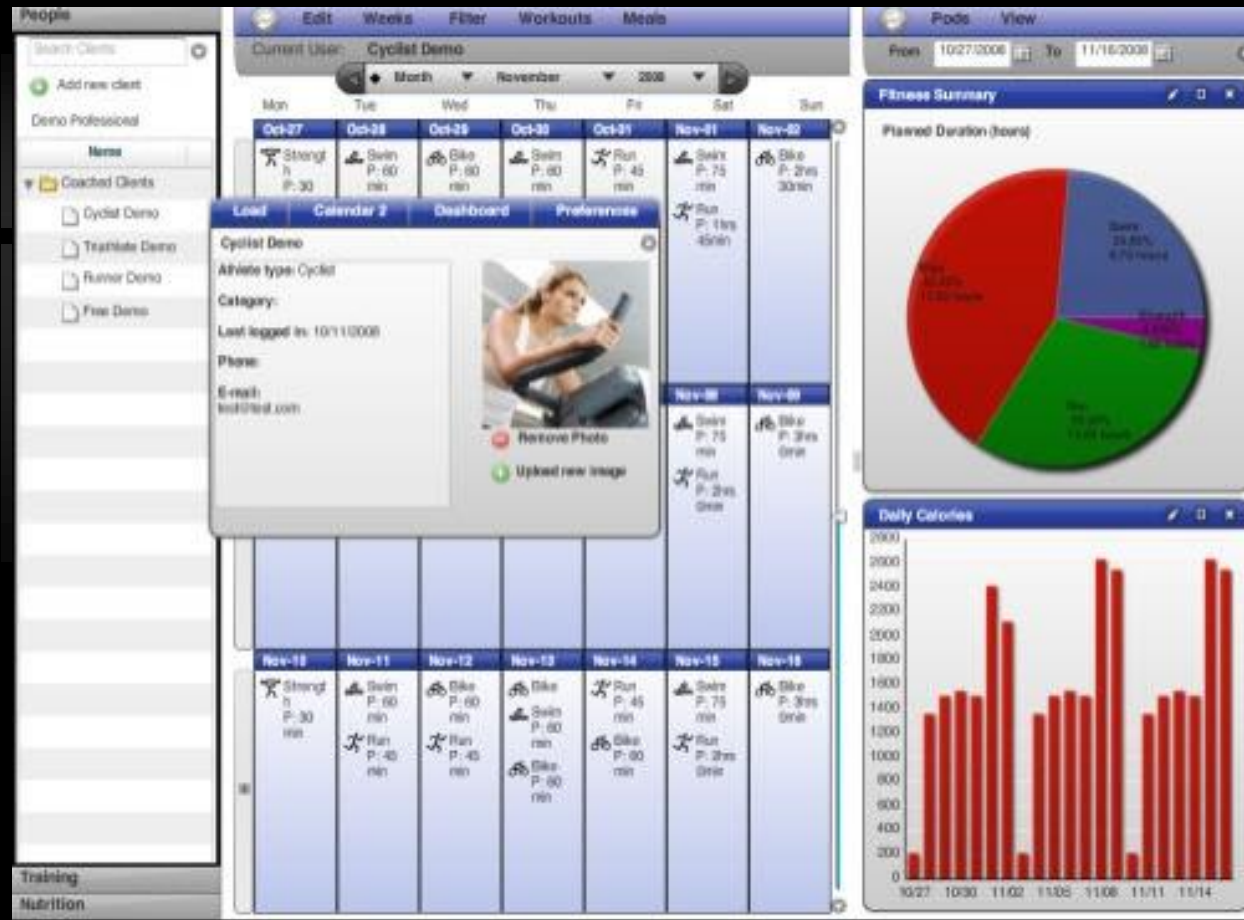 People
Search Clients
Add new client
Demo Professional
Name
Coached Clients
Cyclist Demo
Triathlete Demo
Runner Demo
Free Demo
Training
Nutrition
Edit Weeks Filter Workouts Meals
Current User: Cyclist Demo
Month November 2008
Mon Tue Wed Thu Fri Sat Sun
Oct-27 Oct-28 Oct-29 Oct-30 Oct-31 Nov-01 Nov-02
Strengt Swim Bike Swim Run Swim Bike
h P: 60 P: 60 P: 60 P: 45 P: 75 P: 2hrs
P: 30 min min min min min 30min
Run
P: 1hrs
45min
Load Calendar 2 Dashboard Preferences
Cyclist Demo
Athlete type: Cyclist
Category:
Last logged in: 10/11/2008
Phone:
E-mail:
test@test.com
Remove Photo
Upload new image
Nov-08 Nov-09
Swim Bike
P: 75 P: 3hrs
min 0min
Run
P: 2hrs
0min
Nov-10 Nov-11 Nov-12 Nov-13 Nov-14 Nov-15 Nov-16
Strengt Swim Bike Bike Run Swim Bike
h P: 60 P: 60 Swim P: 45 P: 75 P: 3hrs
P: 30 min min P: 60 min min 0min
min Run Run min Bike Run
P: 45 P: 45 Bike P: 60 P: 2hrs
min min P: 60 min 0min
min
Pods View
From 10/27/2008 To 11/16/2008
Fitness Summary
Planned Duration (hours)
Swim
Bike
Run
Strength
Daily Calories
2800
2600
2400
2200
2000
1800
1600
1400
1200
1000
800
600
400
200
0
10/27 10/30 11/02 11/05 11/08 11/11 11/14